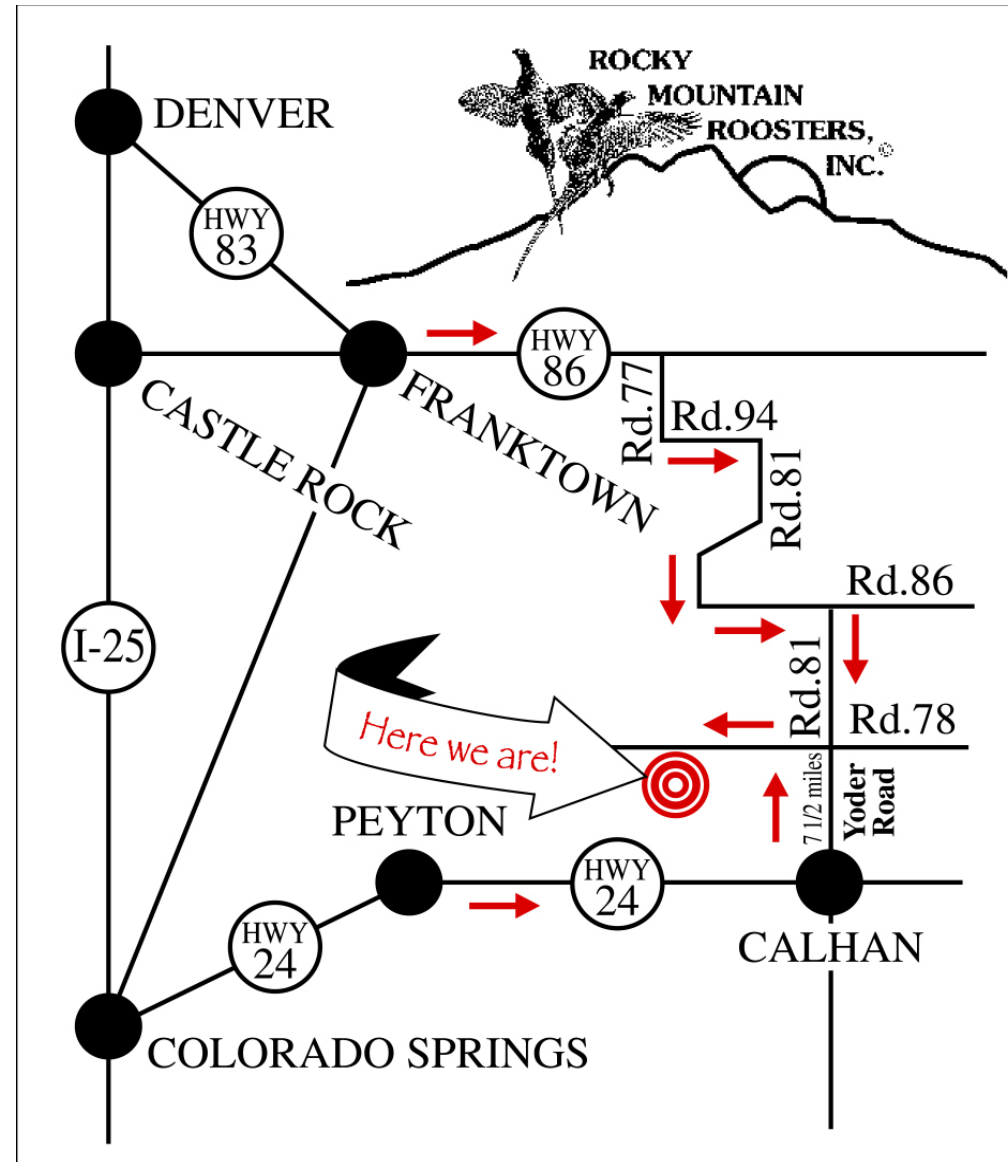 ROCKY
MOUNTAIN
ROOSTERS,
INC.©
DENVER
HWY
83
HWY
86
CASTLE ROCK
FRANKTOWN
Rd.77
Rd.94
Rd.81
Rd.86
I-25
Rd.81
Rd.78
Here we are!
7 1/2 miles
Yoder
Road
PEYTON
HWY
24
HWY
24
CALHAN
COLORADO SPRINGS